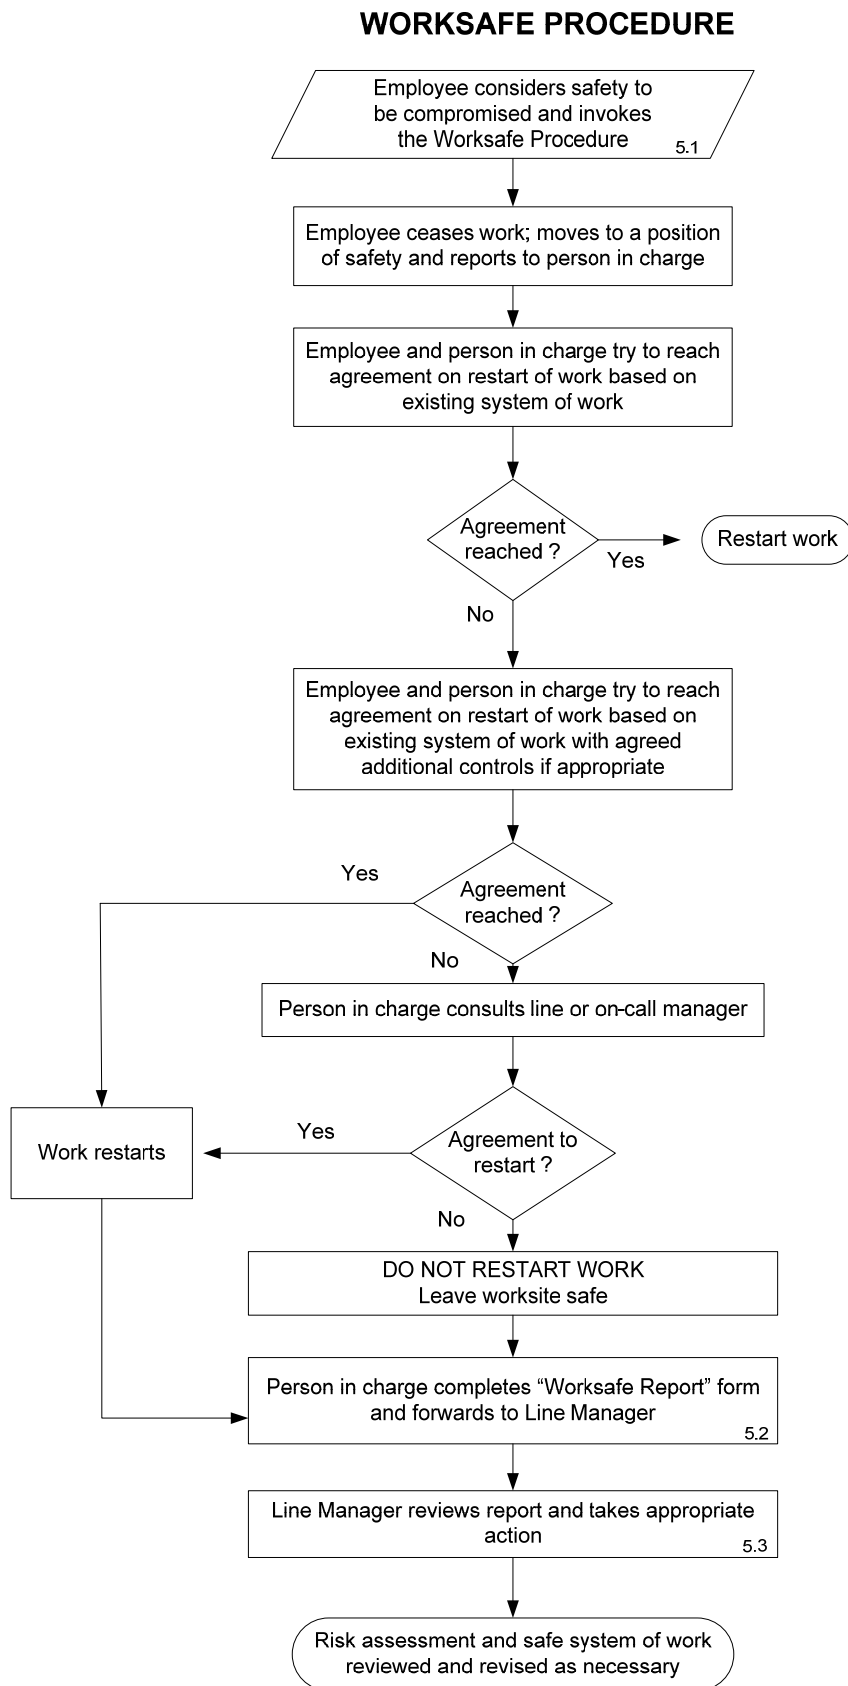 WORKSAFE PROCEDURE
Employee considers safety to
be compromised and invokes
the Worksafe Procedure
5.1
Employee ceases work; moves to a position
of safety and reports to person in charge
Employee and person in charge try to reach
agreement on restart of work based on
existing system of work
Agreement
reached ?
Yes
Restart work
No
Employee and person in charge try to reach
agreement on restart of work based on
existing system of work with agreed
additional controls if appropriate
Yes
Agreement
reached ?
No
Person in charge consults line or on-call manager
Work restarts
Yes
Agreement to
restart ?
No
DO NOT RESTART WORK
Leave worksite safe
Person in charge completes “Worksafe Report” form
and forwards to Line Manager
5.2
Line Manager reviews report and takes appropriate
action
5.3
Risk assessment and safe system of work
reviewed and revised as necessary